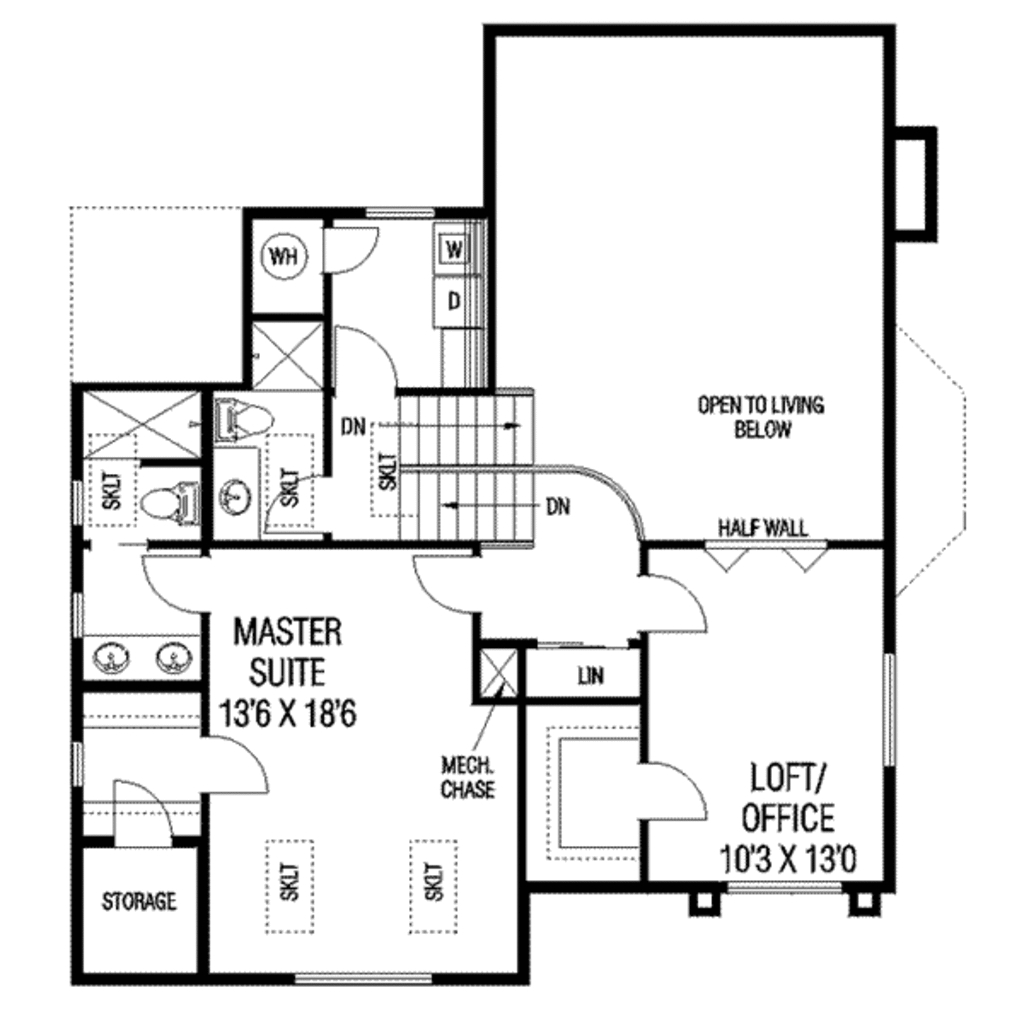 WH
W
D
OPEN TO LIVING
BELOW
DN
SKLT
SKLT
SKLT
DN
HALF WALL
MASTER
SUITE
13'6 X 18'6
LIN
MECH.
CHASE
LOFT/
OFFICE
10'3 X 13'0
SKLT
SKLT
STORAGE